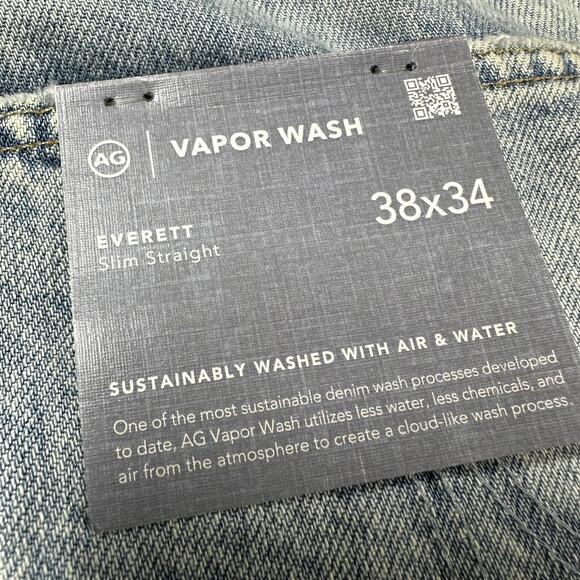 AG | VAPOR WASH
38x34
EVERETT
Slim Straight
SUSTAINABLY WASHED WITH AIR & WATER
One of the most sustainable denim wash processes developed
to date, AG Vapor Wash utilizes less water, less chemicals, and
air from the atmosphere to create a cloud-like wash process.